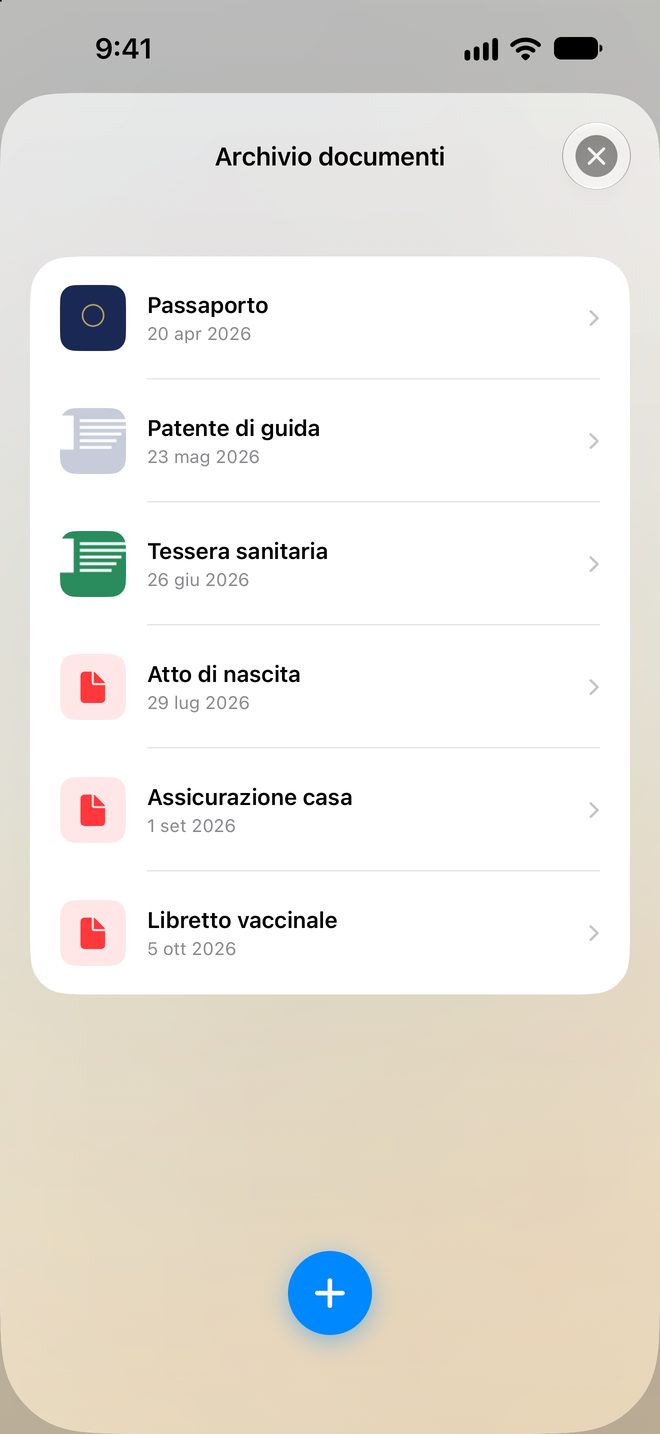 9:41
Archivio documenti
Passaporto
20 apr 2026
Patente di guida
23 mag 2026
Tessera sanitaria
26 giu 2026
Atto di nascita
29 lug 2026
Assicurazione casa
1 set 2026
Libretto vaccinale
5 ott 2026